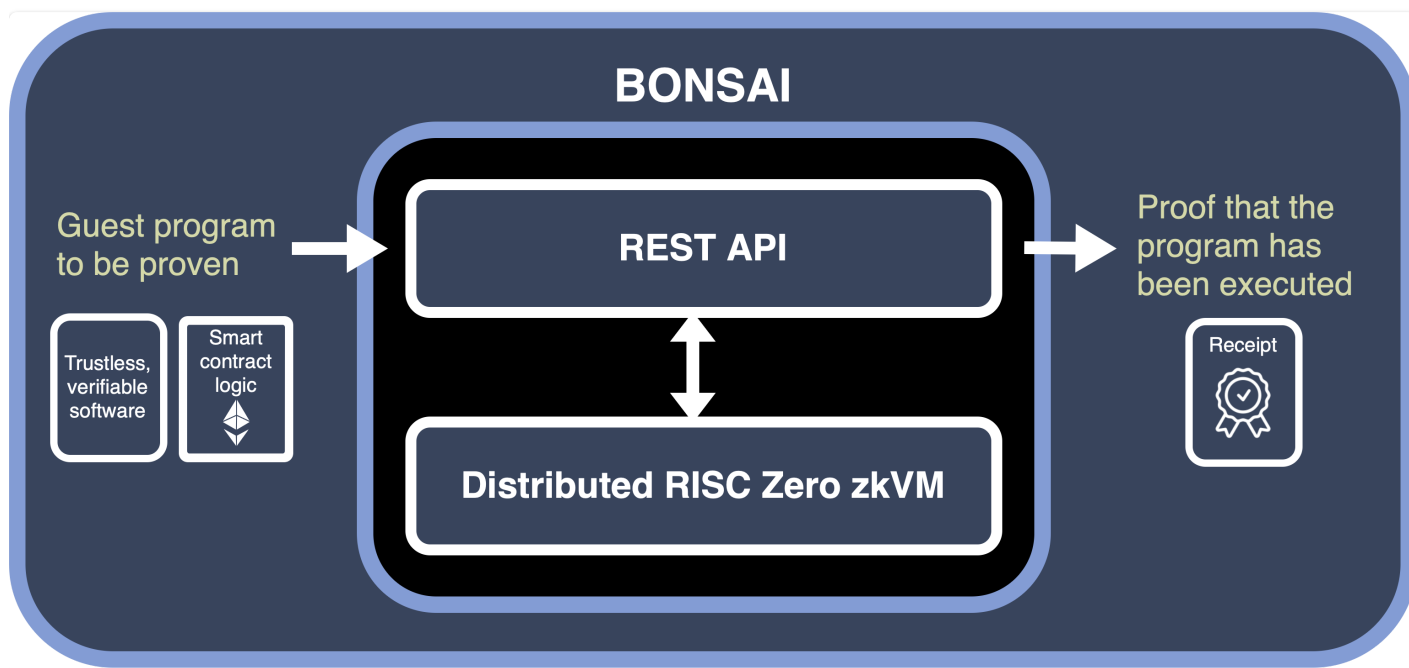 BONSAI
Guest program
to be proven
Trustless,
verifiable
software
Smart
contract
logic
REST API
Distributed RISC Zero zkVM
Proof that the
program has
been executed
Receipt